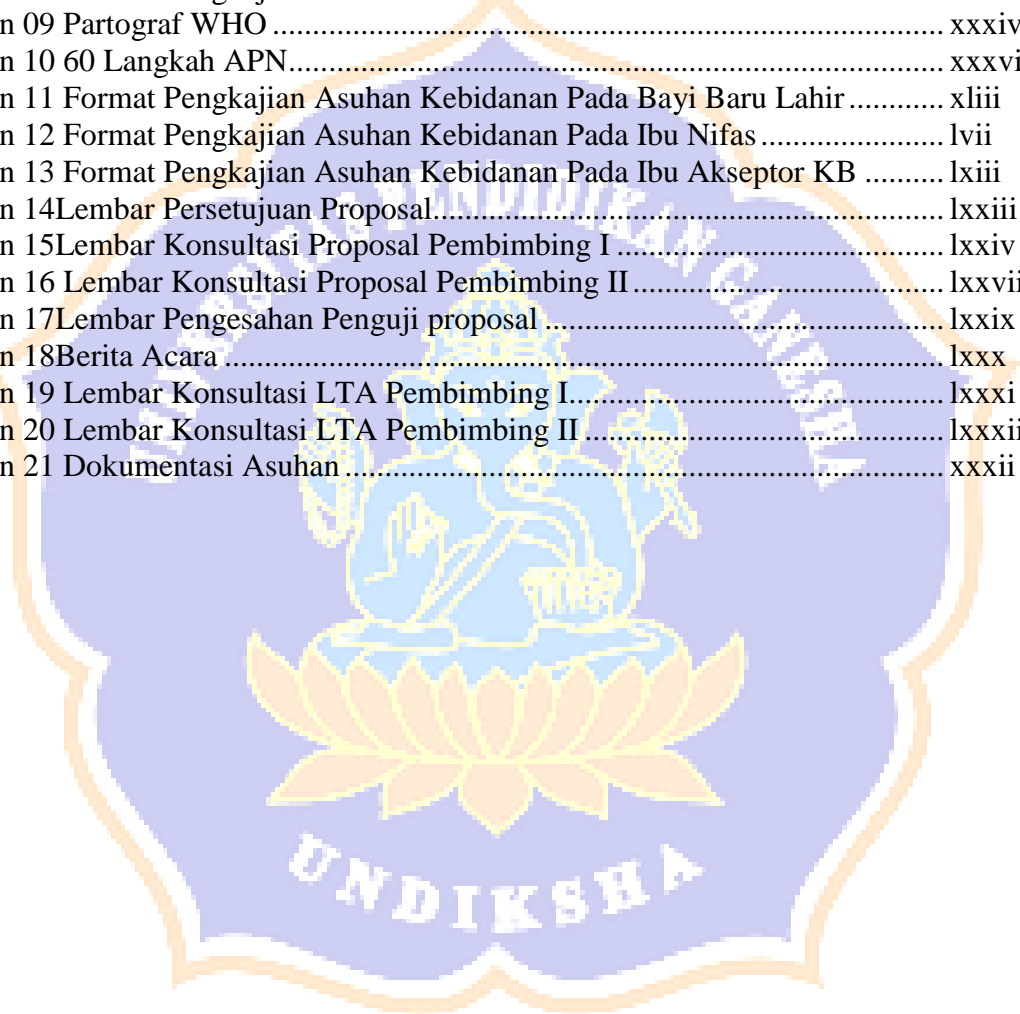 n 09 Partograf WHO ........................................................................................ xxxiv
n 10 60 Langkah APN...................................................................................... xxxvi
n 11 Format Pengkajian Asuhan Kebidanan Pada Bayi Baru Lahir ............ xliii
n 12 Format Pengkajian Asuhan Kebidanan Pada Ibu Nifas ........................ lvii
n 13 Format Pengkajian Asuhan Kebidanan Pada Ibu Akseptor KB .......... lxiii
n 14Lembar Persetujuan Proposal................................................................... lxxiii
n 15Lembar Konsultasi Proposal Pembimbing I ........................................... lxxiv
n 16 Lembar Konsultasi Proposal Pembimbing II ......................................... lxxvii
n 17Lembar Pengesahan Penguji proposal .................................................... lxxix
n 18Berita Acara .............................................................................................. lxxx
n 19 Lembar Konsultasi LTA Pembimbing I................................................. lxxxi
n 20 Lembar Konsultasi LTA Pembimbing II ............................................... lxxxii
n 21 Dokumentasi Asuhan .............................................................................. xxxii
UNIVERSITAS PENDIDIKAN GANESHA
UNDIKSHA